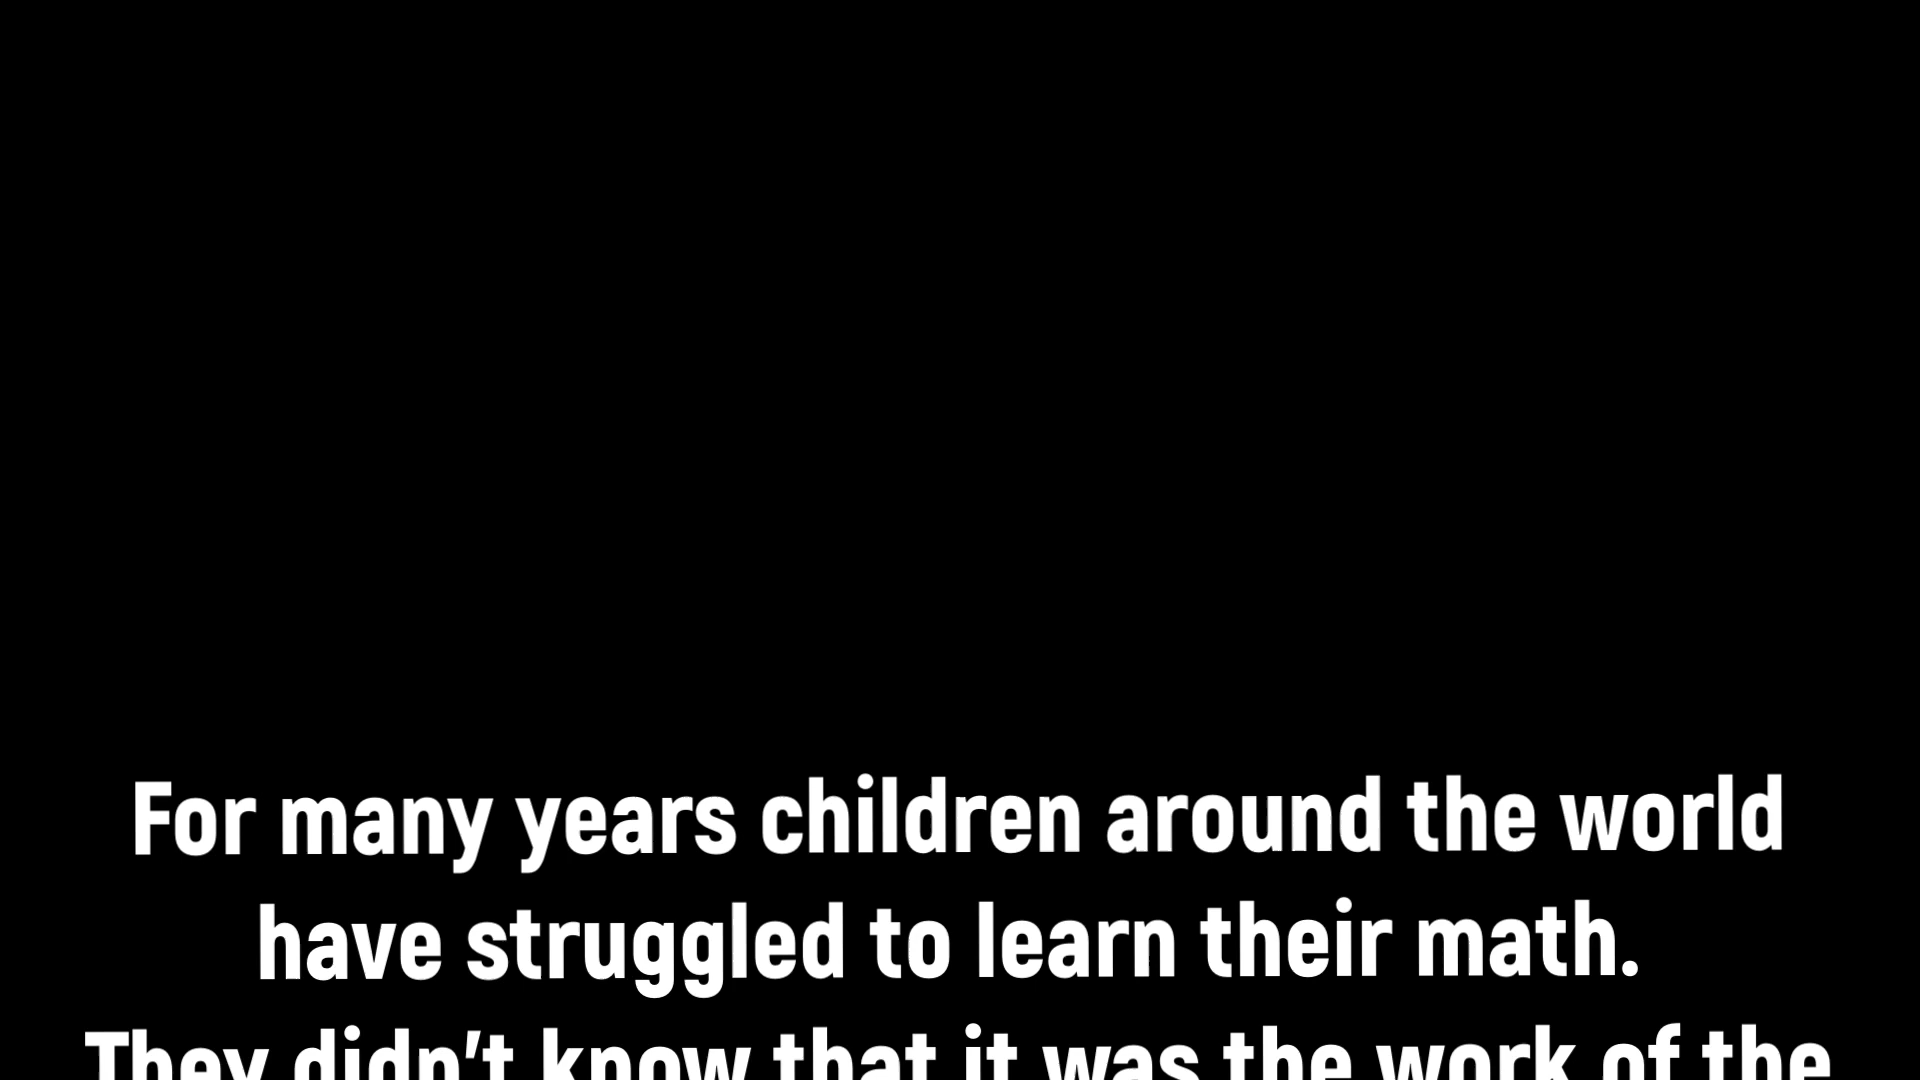 For many years children around the world
have struggled to learn their math.
They didn't know that it was the work of the